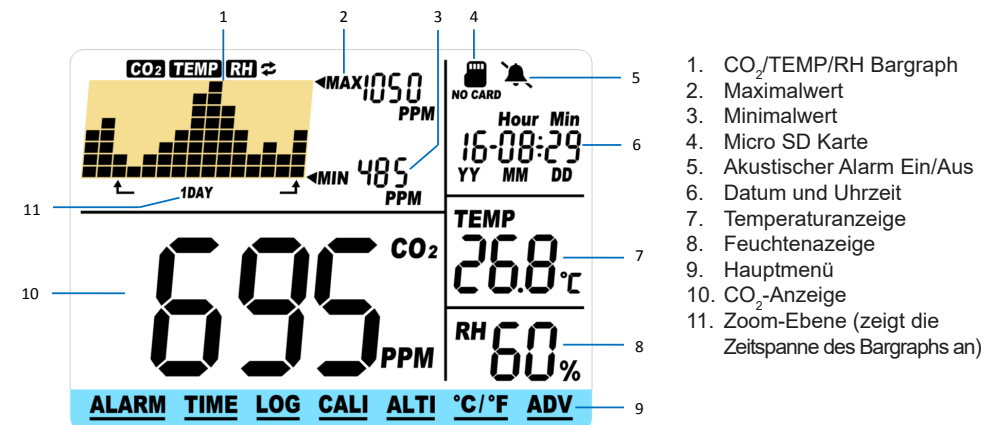 1 2 3 4
CO2 TEMP RH
MAX 1050
PPM
NO CARD
5
Hour Min
16-08:29
6
YY MM DD
MIN 485
PPM
1DAY
11
TEMP
26.8 °C
7
CO2
695
PPM
10
RH
60 %
8
ALARM TIME LOG CALI ALTI °C/°F ADV
9
1. CO2/TEMP/RH Bargraph
2. Maximalwert
3. Minimalwert
4. Micro SD Karte
5. Akustischer Alarm Ein/Aus
6. Datum und Uhrzeit
7. Temperaturanzeige
8. Feuchtenazeige
9. Hauptmenü
10. CO2-Anzeige
11. Zoom-Ebene (zeigt die
Zeitspanne des Bargraphs an)